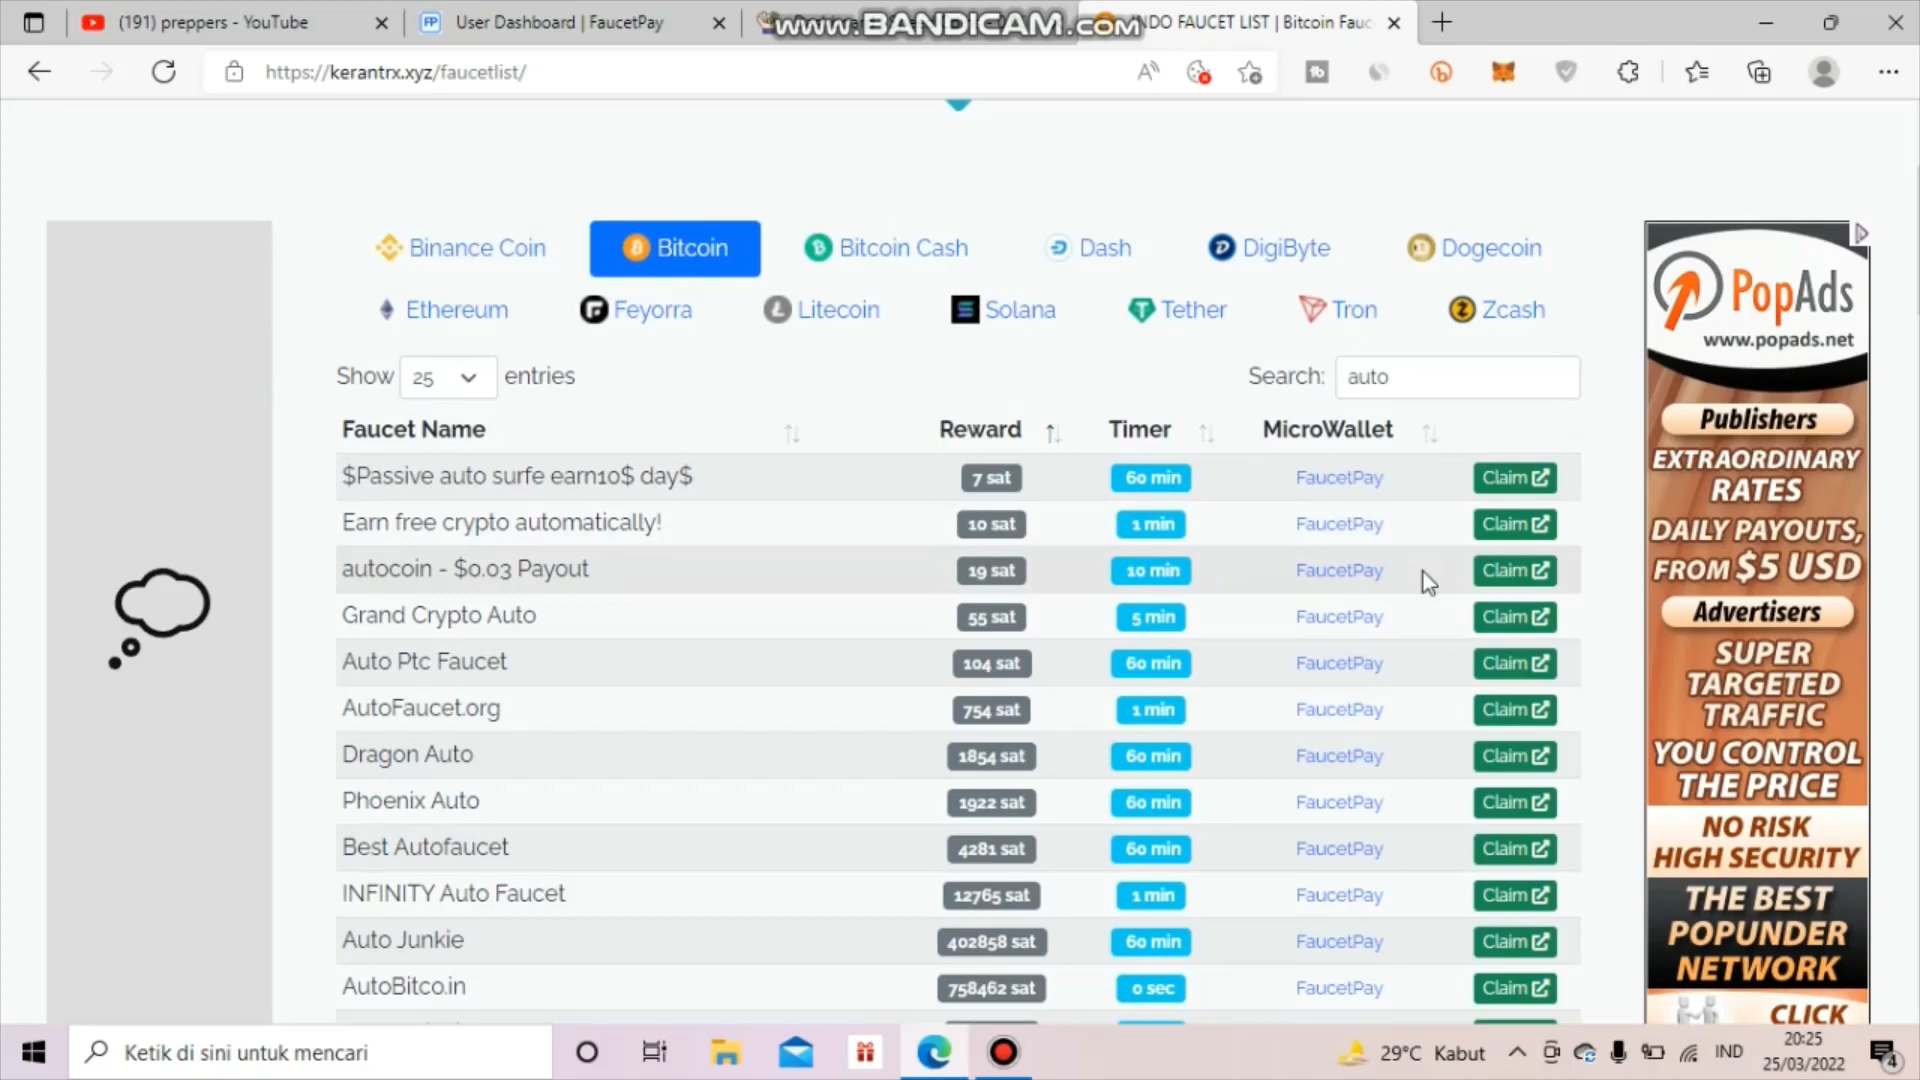 (191) preppers - YouTube
User Dashboard | FaucetPay
www.BANDICAM.com
NDO FAUCET LIST | Bitcoin Fauc
https://kerantrx.xyz/faucetlist/
Binance Coin
Bitcoin
Bitcoin Cash
Dash
DigiByte
Dogecoin
Ethereum
Feyorra
Litecoin
Solana
Tether
Tron
Zcash
Show 25 entries
Search: auto
Faucet Name Reward Timer MicroWallet
$Passive auto surfe earn10$ day$ 7 sat 60 min FaucetPay Claim
Earn free crypto automatically! 10 sat 1 min FaucetPay Claim
autocoin - $0.03 Payout 19 sat 10 min FaucetPay Claim
Grand Crypto Auto 55 sat 5 min FaucetPay Claim
Auto Ptc Faucet 104 sat 60 min FaucetPay Claim
AutoFaucet.org 754 sat 1 min FaucetPay Claim
Dragon Auto 1854 sat 60 min FaucetPay Claim
Phoenix Auto 1922 sat 60 min FaucetPay Claim
Best Autofaucet 4281 sat 60 min FaucetPay Claim
INFINITY Auto Faucet 12765 sat 1 min FaucetPay Claim
Auto Junkie 402858 sat 60 min FaucetPay Claim
AutoBitco.in 758462 sat 0 sec FaucetPay Claim
PopAds
www.popads.net
Publishers
EXTRAORDINARY
RATES
DAILY PAYOUTS,
FROM $5 USD
Advertisers
SUPER
TARGETED
TRAFFIC
YOU CONTROL
THE PRICE
NO RISK
HIGH SECURITY
THE BEST
POPUNDER
NETWORK
CLICK
Ketik di sini untuk mencari
29°C Kabut
IND
20:25
25/03/2022
4